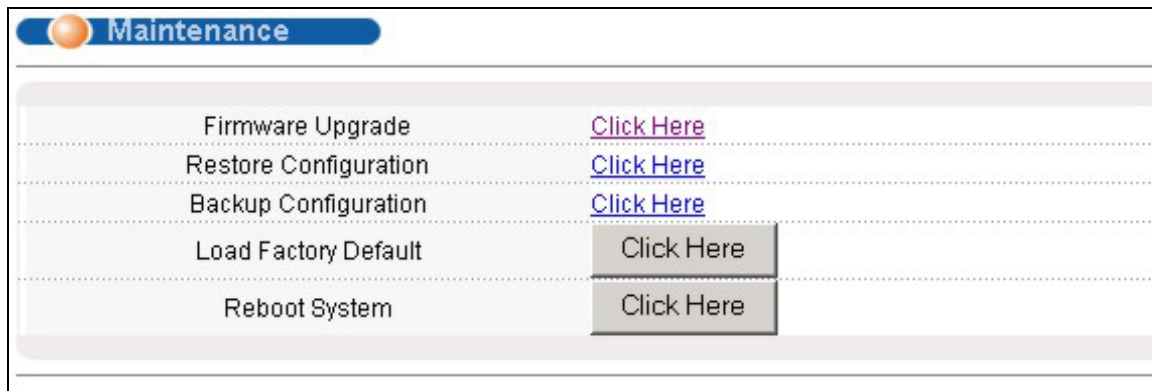 Maintenance
Firmware Upgrade Click Here
Restore Configuration Click Here
Backup Configuration Click Here
Load Factory Default Click Here
Reboot System Click Here